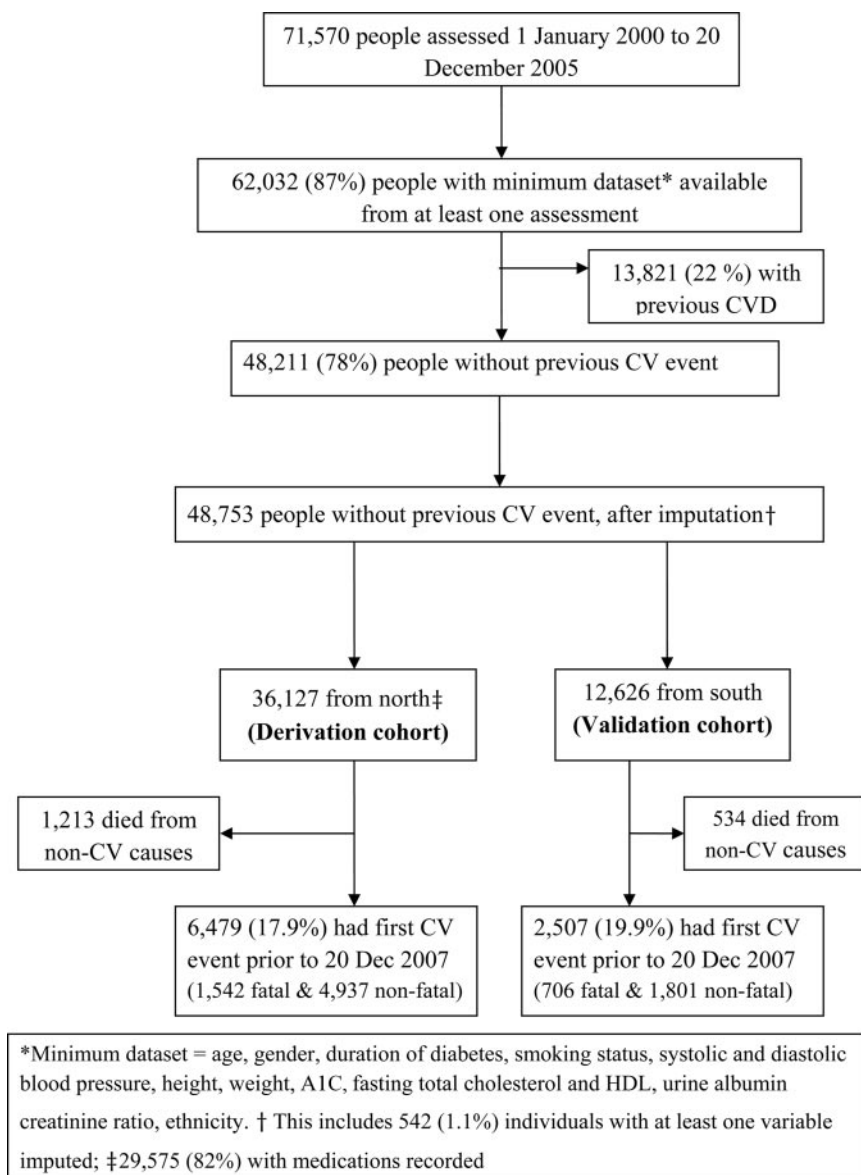 71,570 people assessed 1 January 2000 to 20
December 2005
62,032 (87%) people with minimum dataset* available
from at least one assessment
13,821 (22 %) with
previous CVD
48,211 (78%) people without previous CV event
48,753 people without previous CV event, after imputation†
36,127 from north‡
(Derivation cohort)
12,626 from south
(Validation cohort)
1,213 died from
non-CV causes
534 died from
non-CV causes
6,479 (17.9%) had first CV
event prior to 20 Dec 2007
(1,542 fatal & 4,937 non-fatal)
2,507 (19.9%) had first CV
event prior to 20 Dec 2007
(706 fatal & 1,801 non-fatal)
*Minimum dataset = age, gender, duration of diabetes, smoking status, systolic and diastolic
blood pressure, height, weight, A1C, fasting total cholesterol and HDL, urine albumin
creatinine ratio, ethnicity. † This includes 542 (1.1%) individuals with at least one variable
imputed; ‡29,575 (82%) with medications recorded